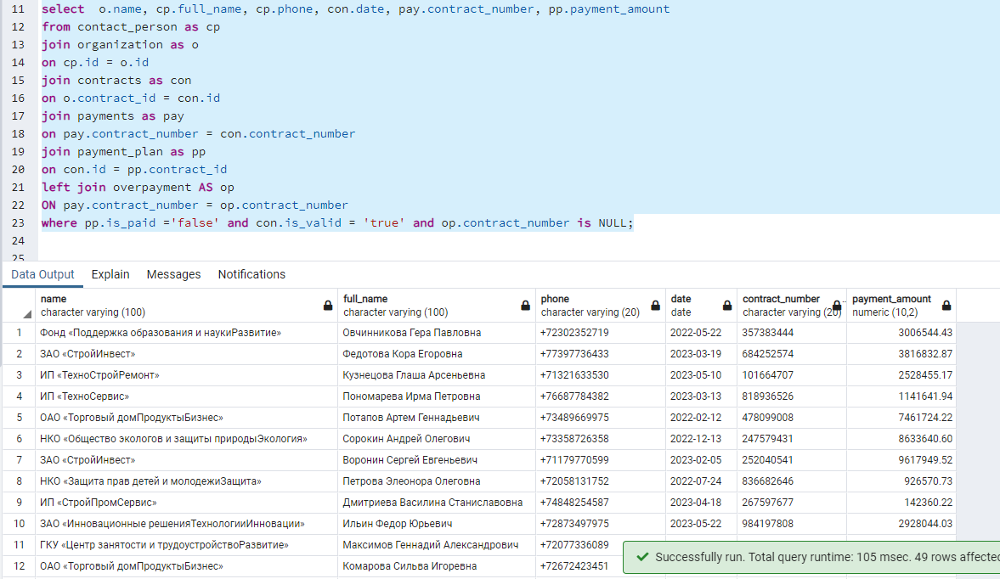 11 select  o.name, cp.full_name, cp.phone, con.date, pay.contract_number, pp.payment_amount
12 from contact_person as cp
13 join organization as o
14 on cp.id = o.id
15 join contracts as con
16 on o.contract_id = con.id
17 join payments as pay
18 on pay.contract_number = con.contract_number
19 join payment_plan as pp
20 on con.id = pp.contract_id
21 left join overpayment AS op
22 ON pay.contract_number = op.contract_number
23 where pp.is_paid ='false' and con.is_valid = 'true' and op.contract_number is NULL;
24
25
Data Output Explain Messages Notifications
name full_name phone date contract_number payment_amount
character varying (100) character varying (100) character varying (20) date character varying (20) numeric (10,2)
1 Фонд «Поддержка образования и наукиРазвитие» Овчинникова Гера Павловна +72302352719 2022-05-22 357383444 3006544.43
2 ЗАО «СтройИнвест» Федотова Кора Егоровна +77397736433 2023-03-19 684252574 3816832.87
3 ИП «ТехноСтройРемонт» Кузнецова Глаша Арсеньевна +71321633530 2023-05-10 101664707 2528455.17
4 ИП «ТехноСервис» Пономарева Ирма Петровна +76687784382 2023-03-13 818936526 1141641.94
5 ОАО «Торговый домПродуктыБизнес» Потапов Артем Геннадьевич +73489669975 2022-02-12 478099008 7461724.22
6 НКО «Общество экологов и защиты природыЭкология» Сорокин Андрей Олегович +73358726358 2022-12-13 247579431 8633640.60
7 ЗАО «СтройИнвест» Воронин Сергей Евгеньевич +71179770599 2023-02-05 252040541 9617949.52
8 НКО «Защита прав детей и молодежиЗащита» Петрова Элеонора Олеговна +72058131752 2022-07-24 836682646 926570.73
9 ИП «СтройПромСервис» Дмитриева Василина Станиславовна +74848254587 2023-04-18 267597677 142360.22
10 ЗАО «Инновационные решенияТехнологииИнновации» Ильин Федор Юрьевич +72873497975 2023-05-22 984197808 2928044.03
11 ГКУ «Центр занятости и трудоустройствоРазвитие» Максимов Геннадий Александрович +72077336089
12 ОАО «Торговый домПродуктыБизнес» Комарова Сильва Игоревна +72672423451
Successfully run. Total query runtime: 105 msec. 49 rows affected